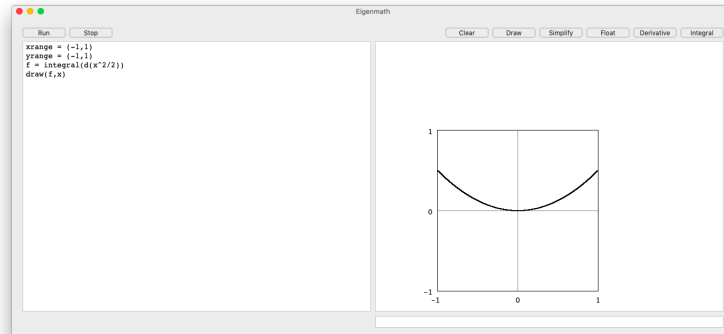 Eigenmath
Run Stop Clear Draw Simplify Float Derivative Integral
xrange = (-1,1)
yrange = (-1,1)
f = integral(d(x^2/2))
draw(f,x)
1
0
-1
-1 0 1